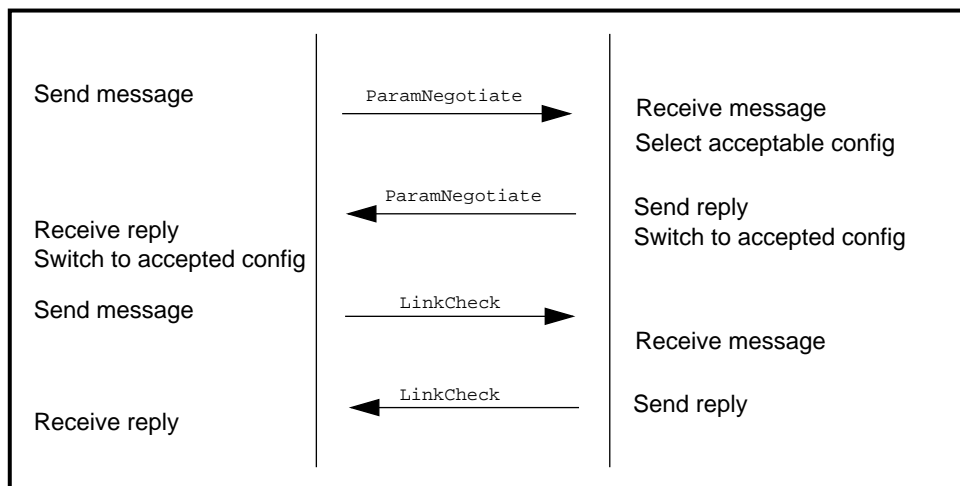 Send message
ParamNegotiate
Receive message
Select acceptable config
ParamNegotiate
Send reply
Switch to accepted config
Receive reply
Switch to accepted config
Send message
LinkCheck
Receive message
LinkCheck
Send reply
Receive reply